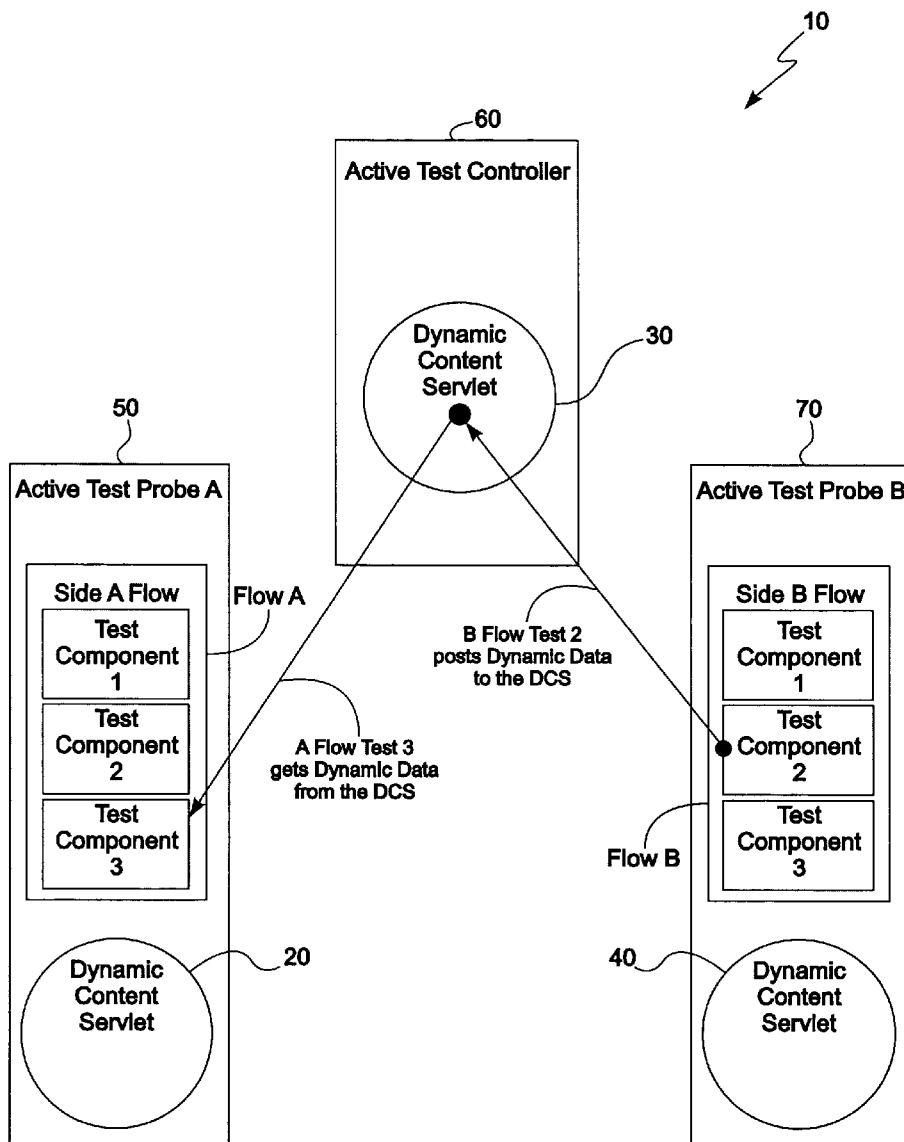 10
60
Active Test Controller
Dynamic
Content
Servlet
30
50
Active Test Probe A
Side A Flow
Test
Component
1
Test
Component
2
Test
Component
3
Flow A
A Flow Test 3
gets Dynamic Data
from the DCS
B Flow Test 2
posts Dynamic Data
to the DCS
70
Active Test Probe B
Side B Flow
Test
Component
1
Test
Component
2
Test
Component
3
Flow B
20
Dynamic
Content
Servlet
40
Dynamic
Content
Servlet